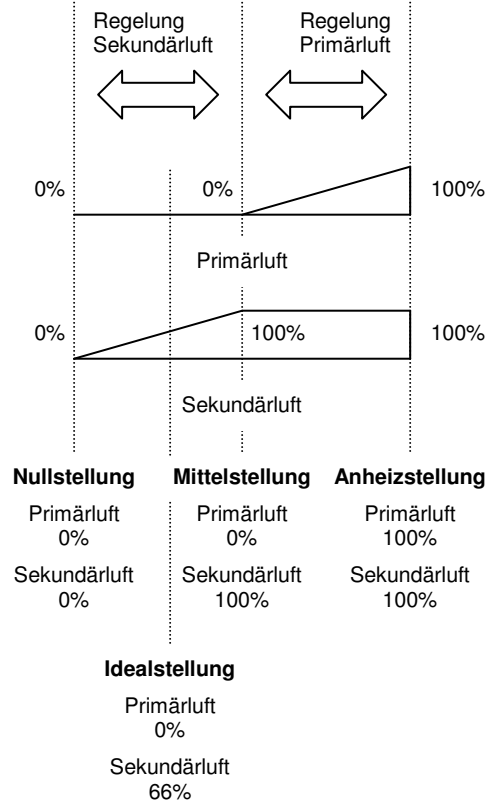 Regelung
Sekundärluft
Regelung
Primärluft
0%
0%
100%
Primärluft
0%
100%
100%
Sekundärluft
Nullstellung
Mittelstellung
Anheizstellung
Primärluft
0%
Primärluft
0%
Primärluft
100%
Sekundärluft
0%
Sekundärluft
100%
Sekundärluft
100%
Idealstellung
Primärluft
0%
Sekundärluft
66%